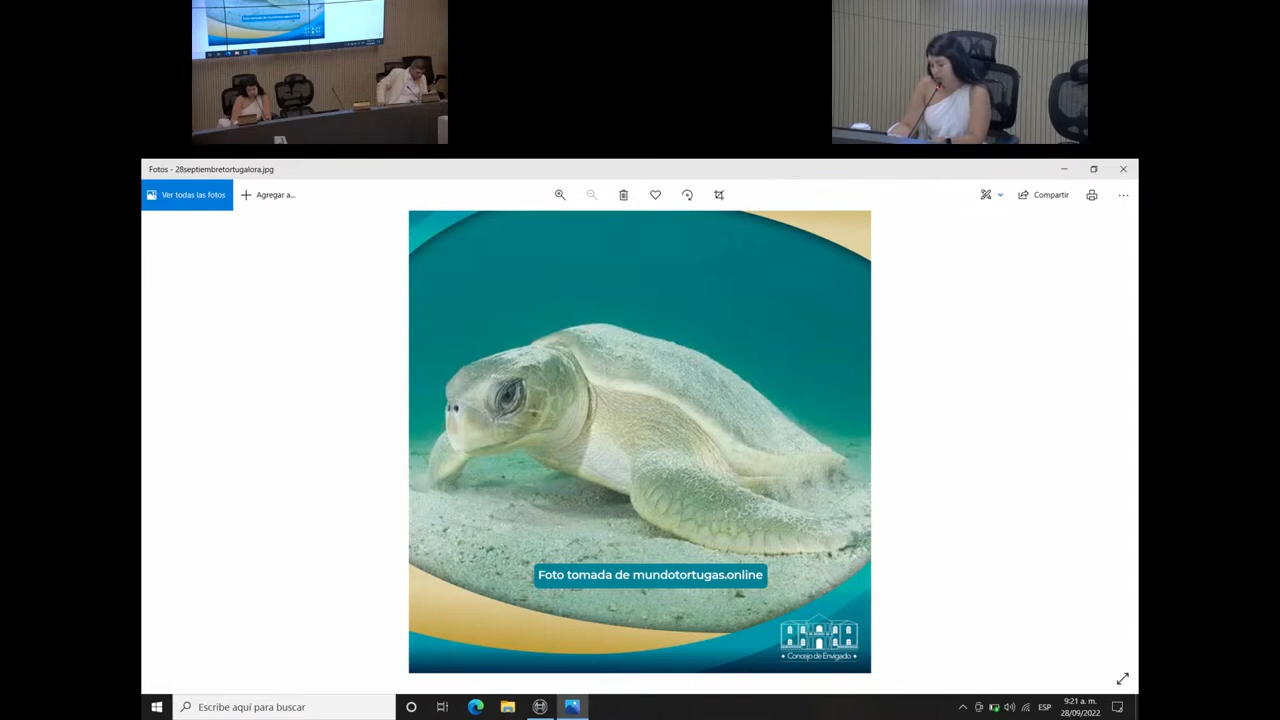 Fotos - 28septiembretortugalora.jpg
Ver todas las fotos
Agregar a...
Compartir
Foto tomada de mundotortugas.online
Concejo de Envigado
Escribe aquí para buscar
ESP
9:21 a. m.
28/09/2022